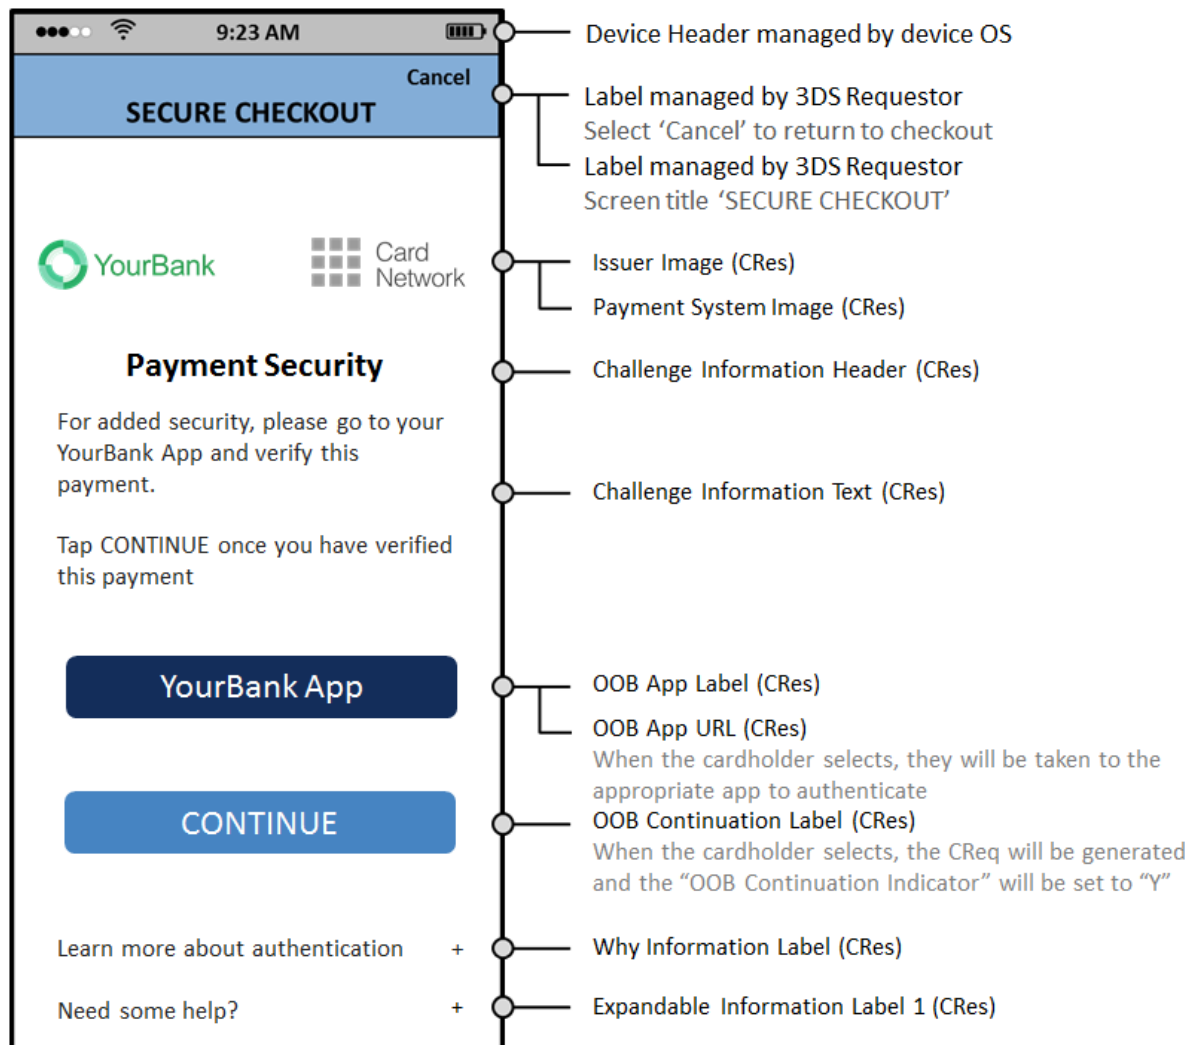 9:23 AM
Device Header managed by device OS
Cancel
SECURE CHECKOUT
Label managed by 3DS Requestor
Select ‘Cancel’ to return to checkout
Label managed by 3DS Requestor
Screen title ‘SECURE CHECKOUT’
YourBank
Card
Network
Issuer Image (CRes)
Payment System Image (CRes)
Payment Security
Challenge Information Header (CRes)
For added security, please go to your
YourBank App and verify this
payment.
Tap CONTINUE once you have verified
this payment
Challenge Information Text (CRes)
YourBank App
OOB App Label (CRes)
OOB App URL (CRes)
When the cardholder selects, they will be taken to the
appropriate app to authenticate
CONTINUE
OOB Continuation Label (CRes)
When the cardholder selects, the CReq will be generated
and the “OOB Continuation Indicator” will be set to “Y”
Learn more about authentication +
Why Information Label (CRes)
Need some help? +
Expandable Information Label 1 (CRes)